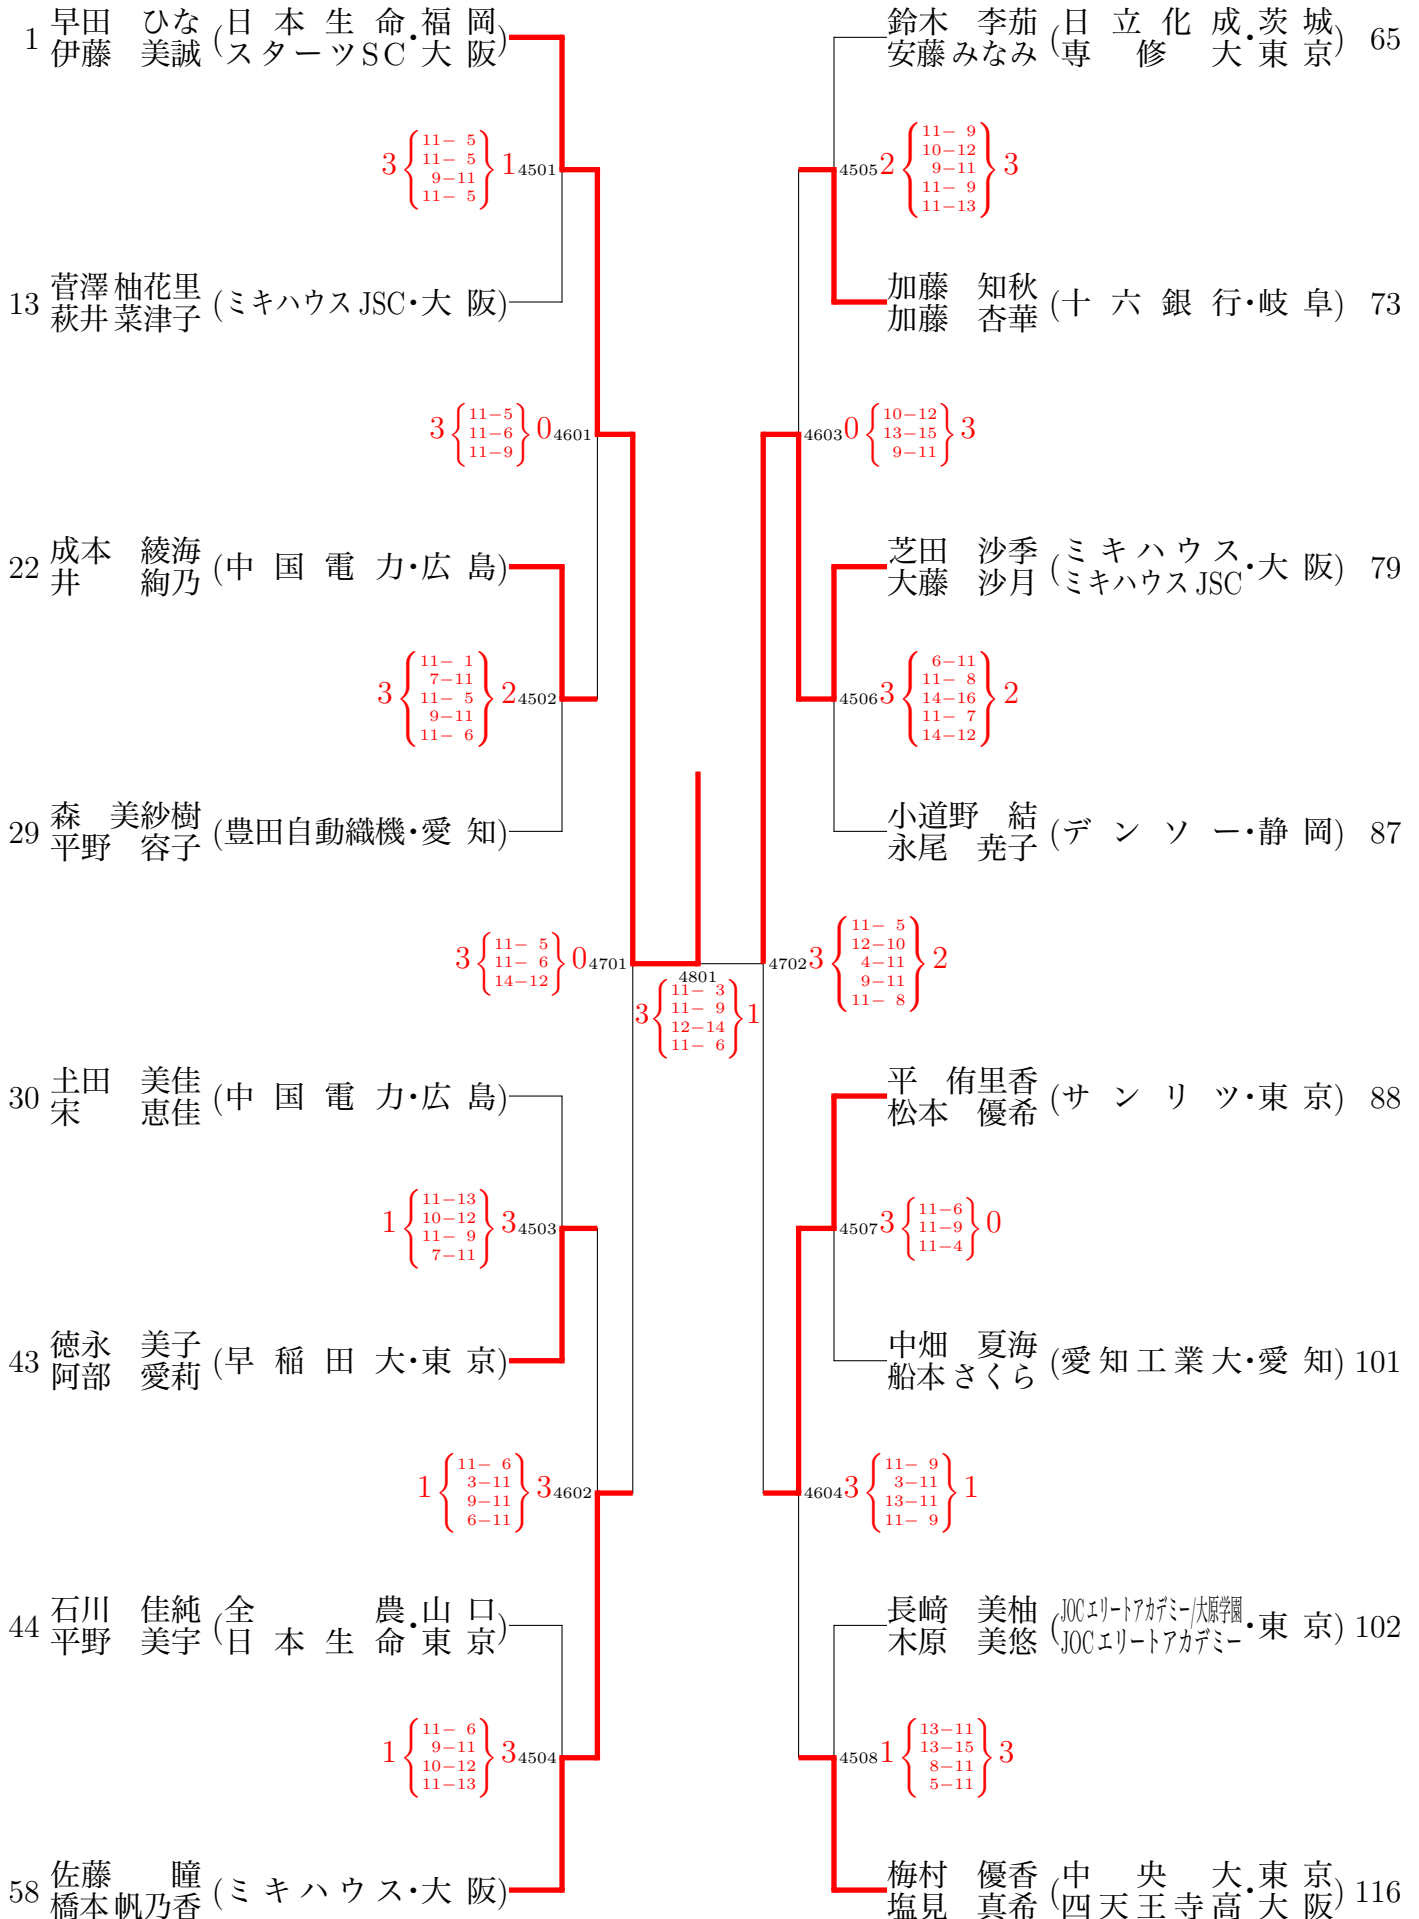 1 早田 ひな (日本生命・福岡)
伊藤 美誠 (スターツSC・大阪)
3 11- 5 1 4501
11- 5
9-11
11- 5
13 菅澤 柚花里 (ミキハウスJSC・大阪)
萩井 菜津子
3 11-5 0 4601
11-6
11-9
22 成本 綾海 (中国電力・広島)
井 絢乃
3 11- 1 2 4502
7-11
11- 5
9-11
11- 6
29 森 美紗樹 (豊田自動織機・愛知)
平野 容子
3 11- 5 0 4701
11- 6
14-12
30 土田 美佳 (中国電力・広島)
宋 恵佳
1 11-13 3 4503
10-12
11- 9
7-11
43 徳永 美子 (早稲田大・東京)
阿部 愛莉
1 11- 6 3 4602
3-11
9-11
6-11
44 石川 佳純 (全農・山口)
平野 美宇 (日本生命・東京)
1 11- 6 3 4504
9-11
10-12
11-13
58 佐藤 瞳 (ミキハウス・大阪)
橋本 帆乃香
4801
3 11- 3 1
11- 9
12-14
11- 6
鈴木 李茄 (日立化成・茨城) 65
安藤 みなみ (専修大・東京)
4505 2 11- 9 3
10-12
9-11
11- 9
11-13
加藤 知秋 (十六銀行・岐阜) 73
加藤 杏華
4603 0 10-12 3
13-15
9-11
芝田 沙季 (ミキハウス・大阪) 79
大藤 沙月 (ミキハウスJSC・大阪)
4506 3 6-11 2
11- 8
14-16
11- 7
14-12
小道野 結 (デンソー・静岡) 87
永尾 尭子
4702 3 11- 5 2
12-10
4-11
9-11
11- 8
平 侑里香 (サンリツ・東京) 88
松本 優希
4507 3 11-6 0
11-9
11-4
中畑 夏海 (愛知工業大・愛知) 101
船本 さくら
4604 3 11- 9 1
3-11
13-11
11- 9
長﨑 美柚 (JOCエリートアカデミー/大原学園・東京) 102
木原 美悠 (JOCエリートアカデミー・東京)
4508 1 13-11 3
13-15
8-11
5-11
梅村 優香 (中央大・東京) 116
塩見 真希 (四天王寺高・大阪)